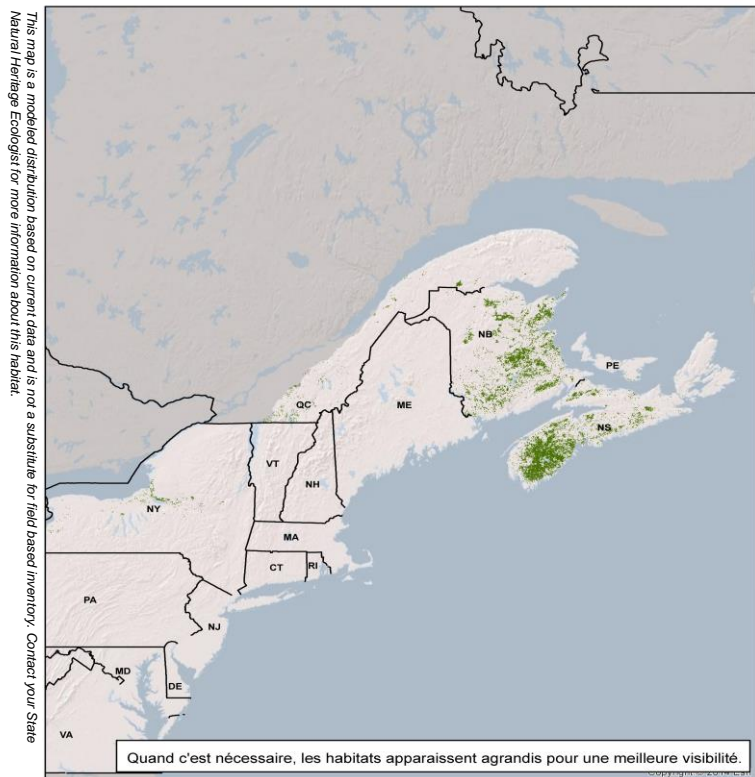 This map is a modeled distribution based on current data and is not a substitute for field based inventory. Contact your State
Natural Heritage Ecologist for more information about this habitat.
NB
PE
QC
ME
NS
VT
NH
NY
MA
CT
RI
PA
NJ
MD
DE
VA
Quand c'est nécessaire, les habitats apparaissent agrandis pour une meilleure visibilité.